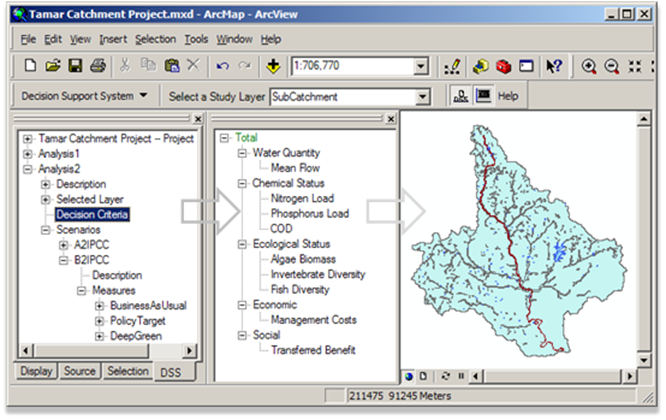 Tamar Catchment Project.mxd - ArcMap - ArcView
File Edit View Insert Selection Tools Window Help
1:706,770
Decision Support System Select a Study Layer SubCatchment Help
Tamar Catchment Project -- Project
Analysis1
Analysis2
Description
Selected Layer
Decision Criteria
Scenarios
A2IPCC
B2IPCC
Description
Measures
BusinessAsUsual
PolicyTarget
DeepGreen
Display Source Selection DSS
Total
Water Quantity
Mean Flow
Chemical Status
Nitrogen Load
Phosphorus Load
COD
Ecological Status
Algae Biomass
Invertebrate Diversity
Fish Diversity
Economic
Management Costs
Social
Transferred Benefit
211475 91245 Meters